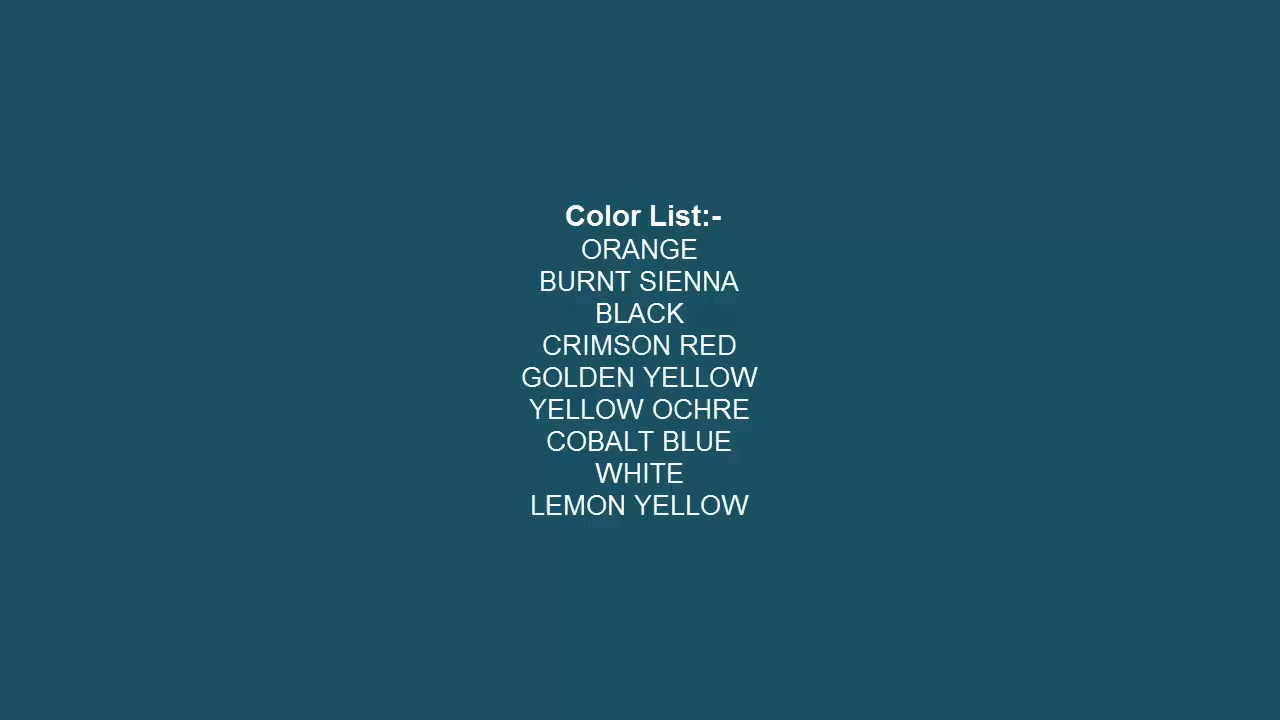 Color List:-
ORANGE
BURNT SIENNA
BLACK
CRIMSON RED
GOLDEN YELLOW
YELLOW OCHRE
COBALT BLUE
WHITE
LEMON YELLOW